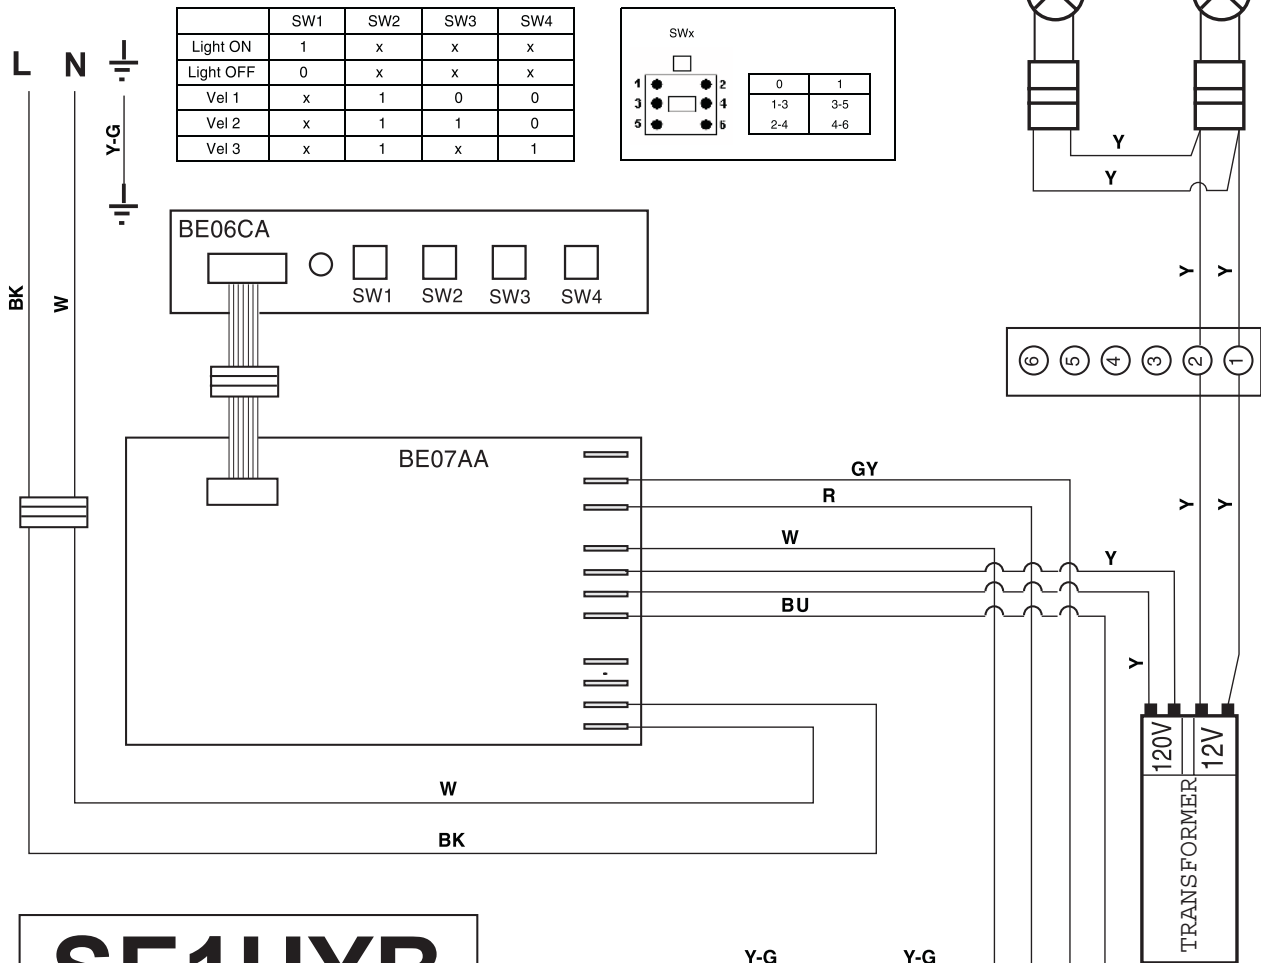 SW1 SW2 SW3 SW4
Light ON 1 x x x
Light OFF 0 x x x
Vel 1 x 1 0 0
Vel 2 x 1 1 0
Vel 3 x 1 x 1
SWx
1 2
3 4
5 6
0 1
1-3 3-5
2-4 4-6
L N
Y-G
BK
W
BE06CA
SW1 SW2 SW3 SW4
Y
Y
Y Y
6 5 4 3 2 1
Y Y
BE07AA
GY
R
W
Y
BU
Y
120V 12V
TRANSFORMER
W
BK
Y-G Y-G